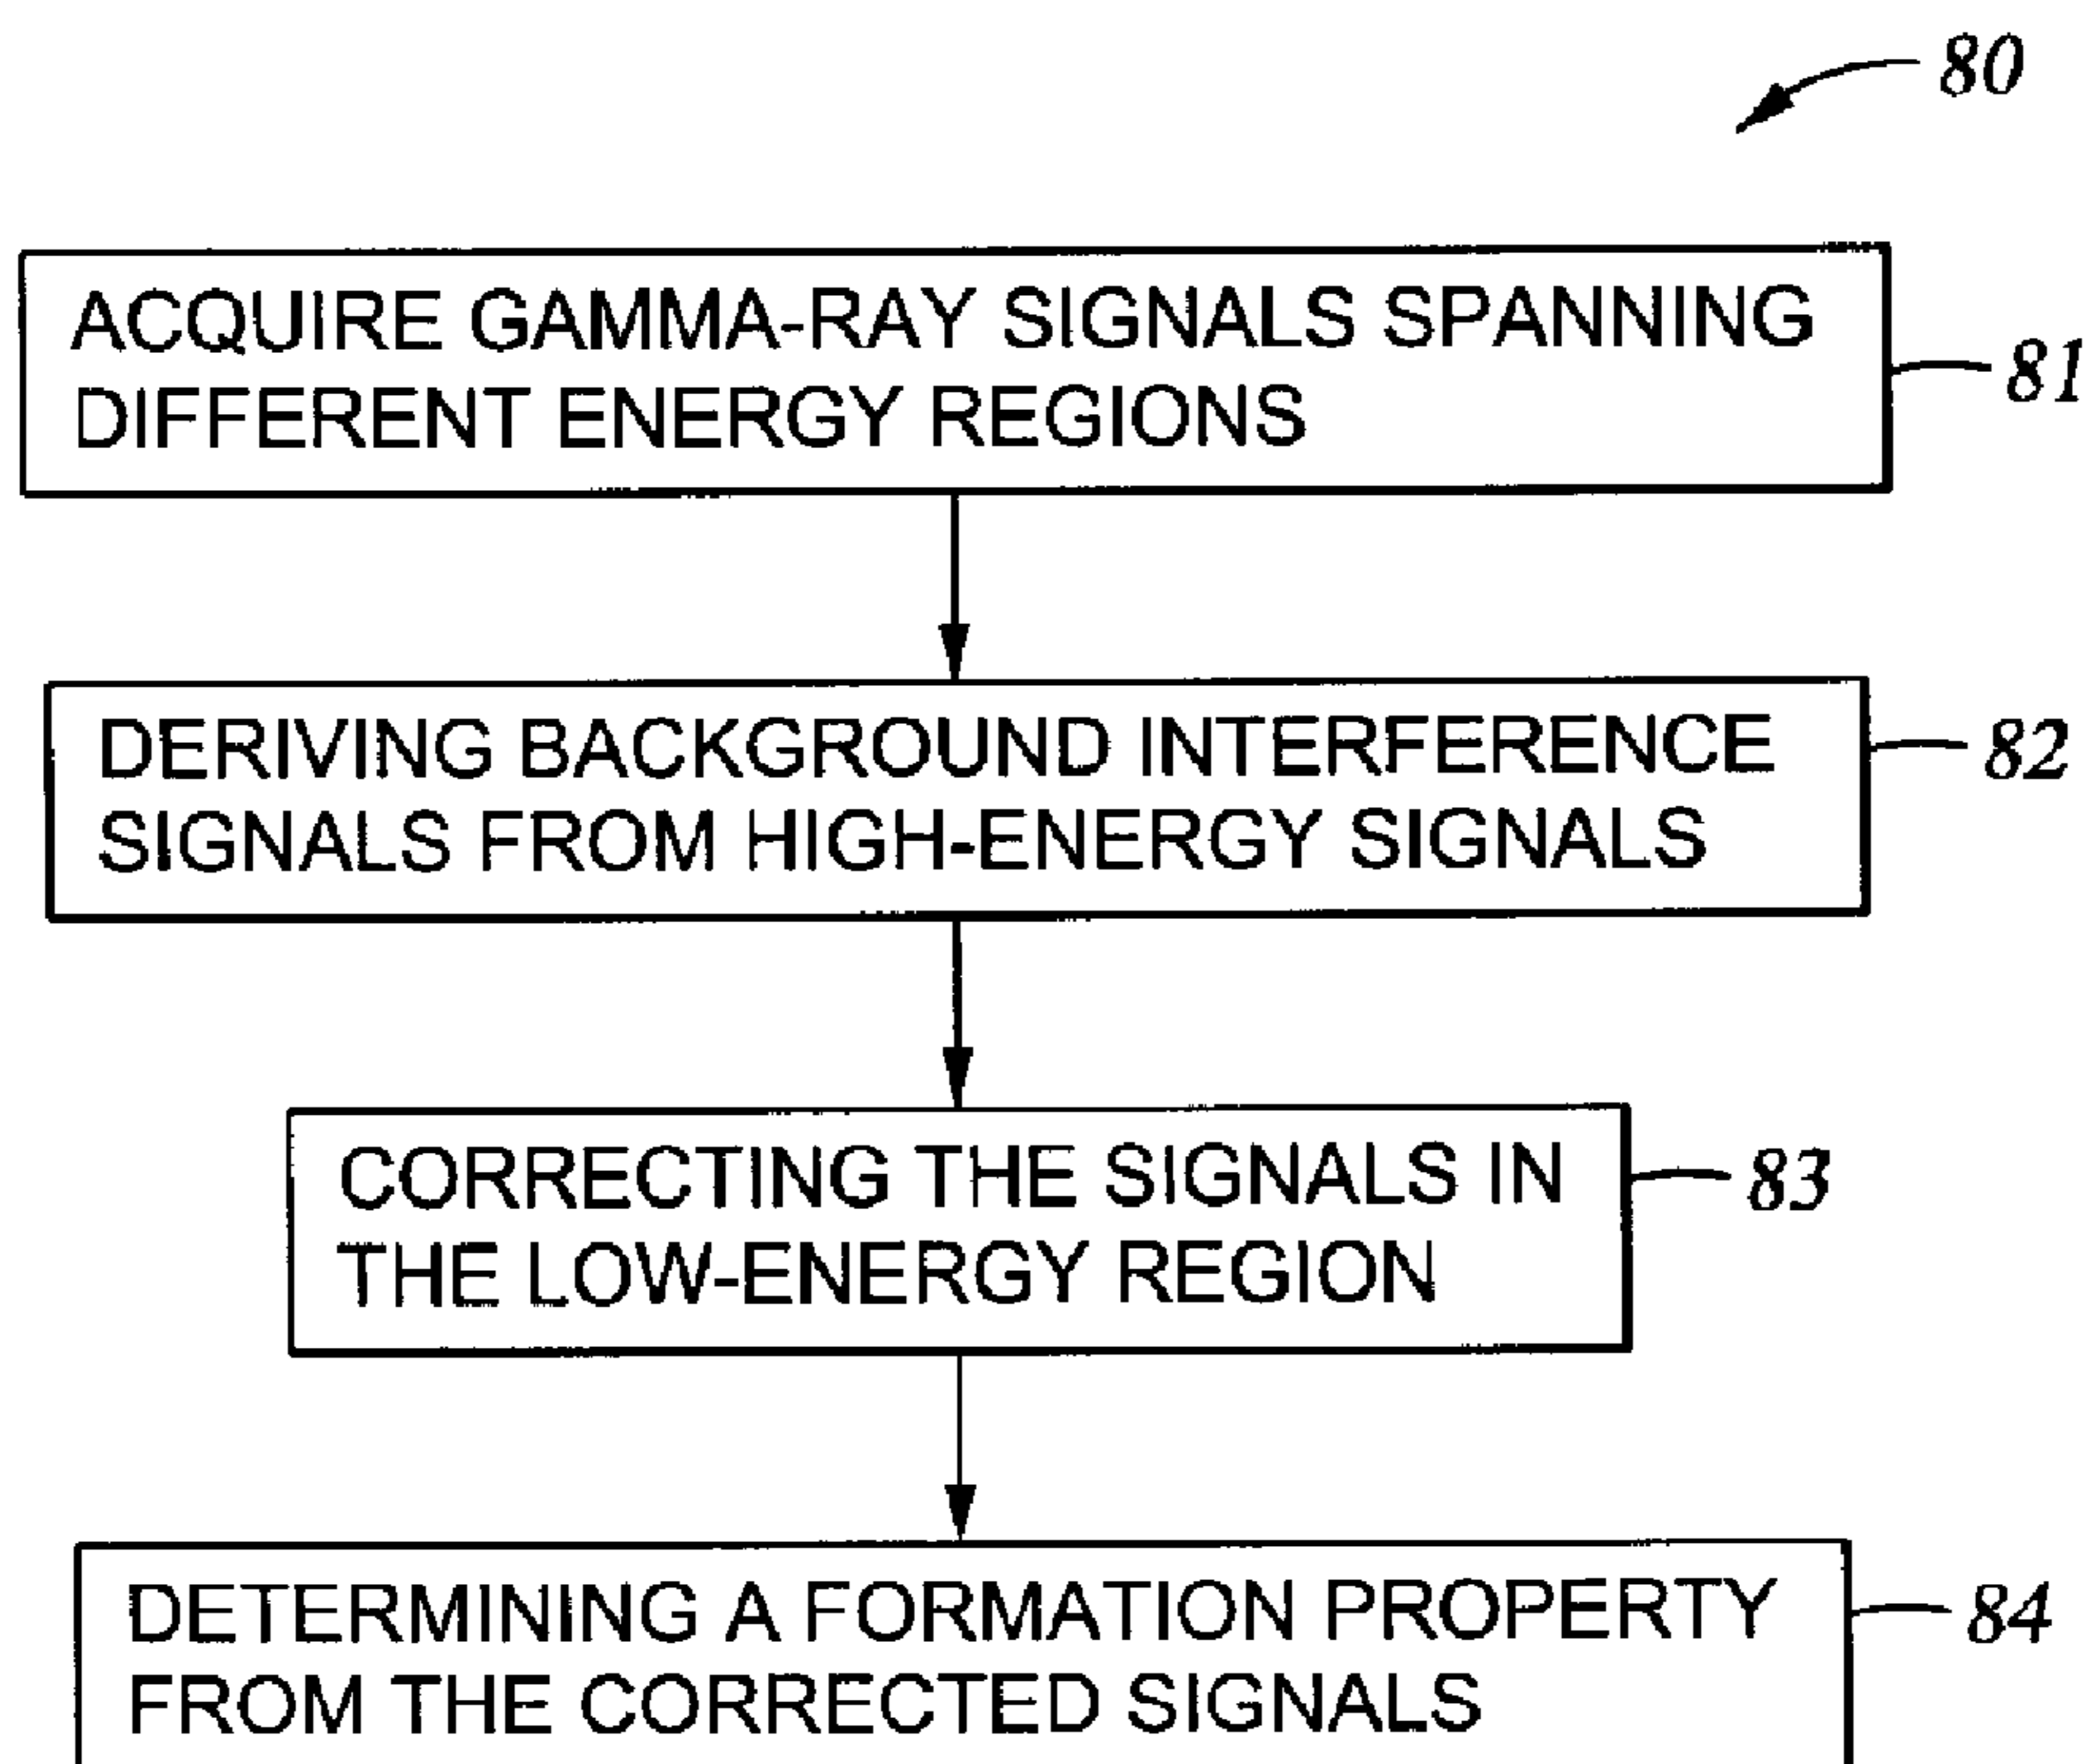 80
ACQUIRE GAMMA-RAY SIGNALS SPANNING
DIFFERENT ENERGY REGIONS
81
DERIVING BACKGROUND INTERFERENCE
SIGNALS FROM HIGH-ENERGY SIGNALS
82
CORRECTING THE SIGNALS IN
THE LOW-ENERGY REGION
83
DETERMINING A FORMATION PROPERTY
FROM THE CORRECTED SIGNALS
84